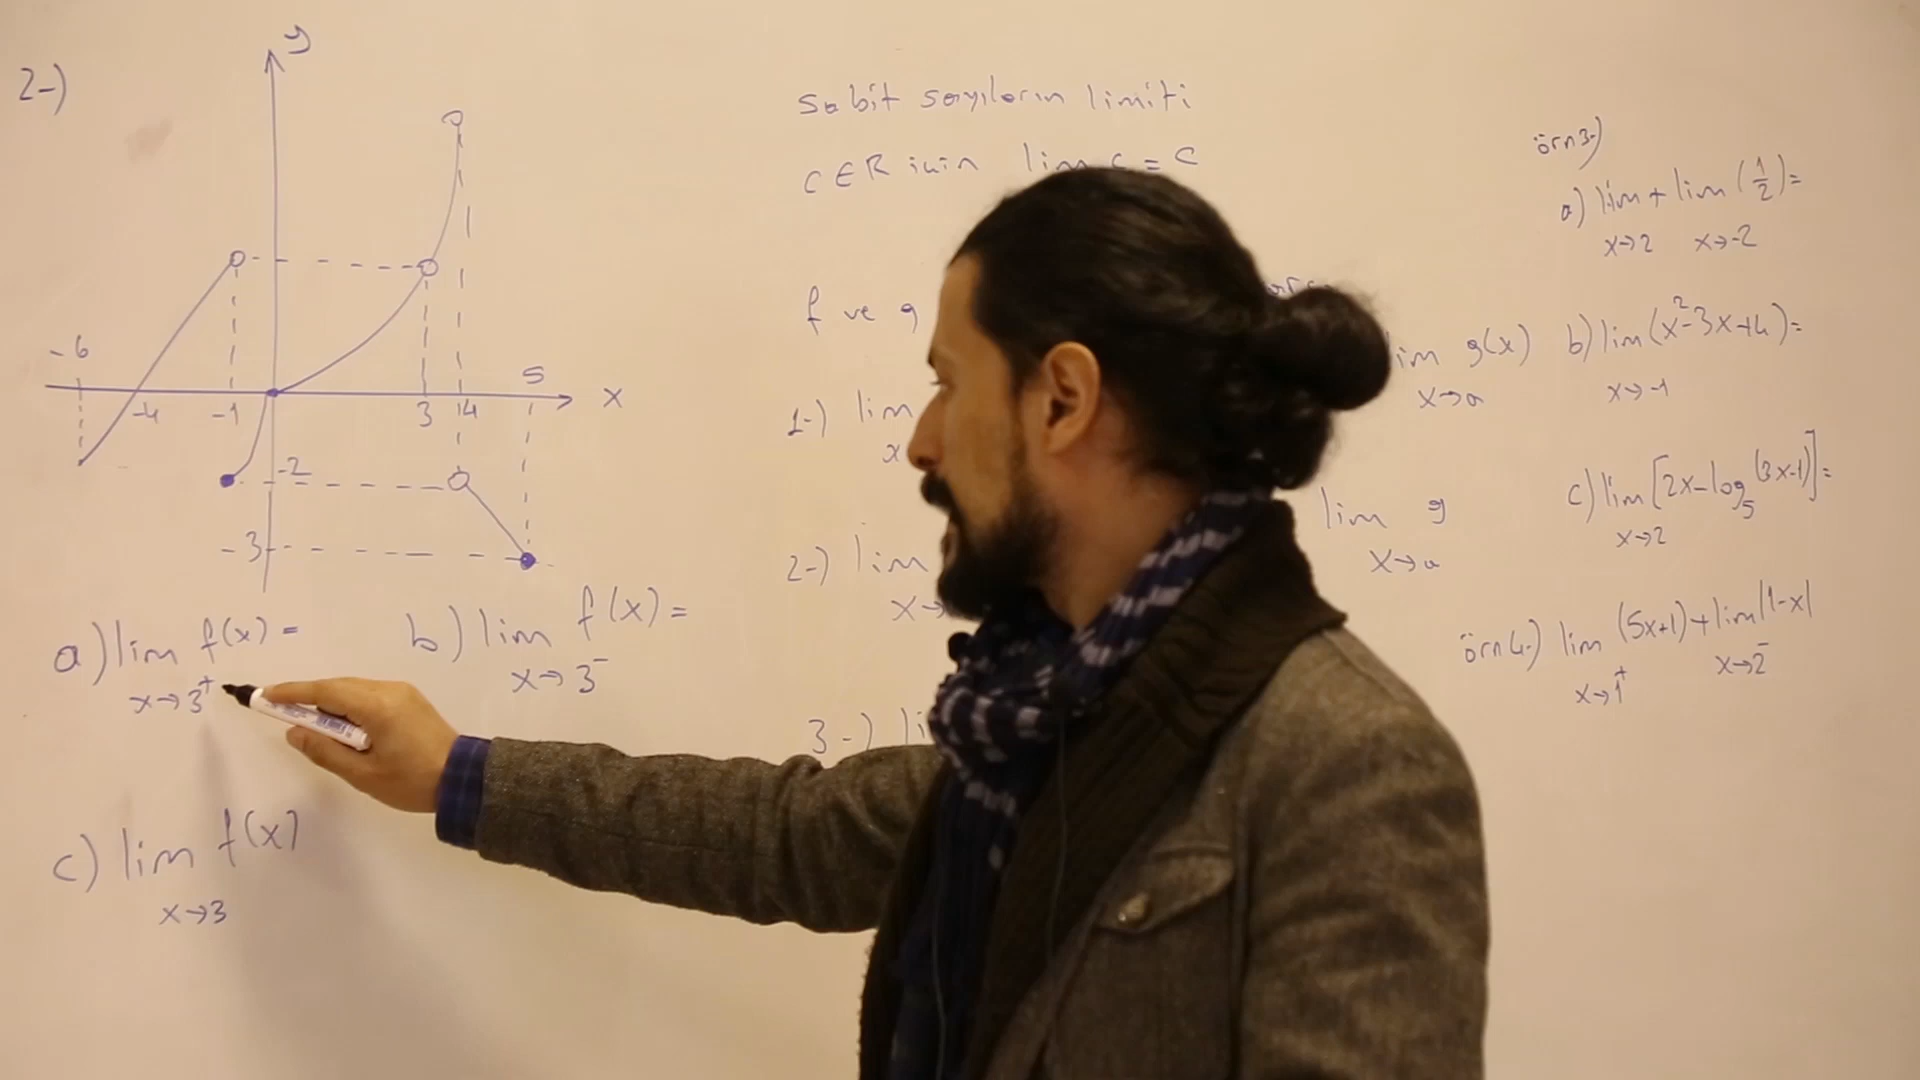 2-)
y
-6
-4
-1
3
4
5
x
-2
-3
a) lim f(x) =
x→3⁺
b) lim f(x) =
x→3⁻
c) lim f(x)
x→3
Sabit sayıların limiti
C∈R için lim c = c
f ve g
lim g(x)
x→a
1-) lim
x
lim g
x→a
2-) lim
x→
3-) li
örn3-)
a) lim + lim (1/2) =
x→2 x→-2
b) lim (x²-3x+4) =
x→-1
c) lim [2x-log₅(3x-1)] =
x→2
örn4-) lim (5x+1) + lim |1-x|
x→1⁺ x→2⁻